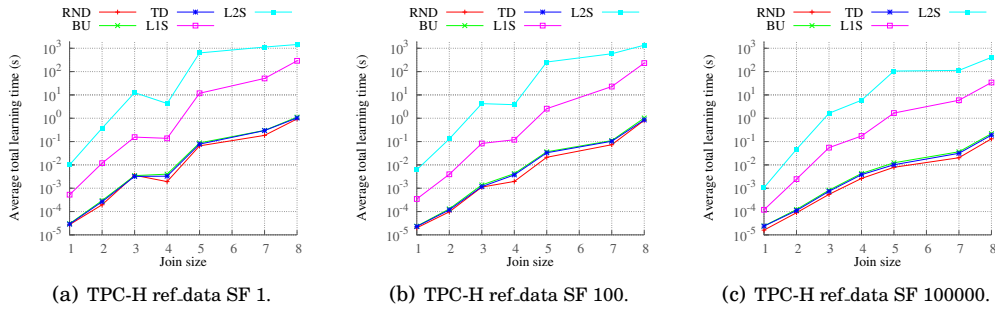 RND TD L2S
BU L1S
Average total learning time (s)
10^3
10^2
10^1
10^0
10^-1
10^-2
10^-3
10^-4
10^-5
1 2 3 4 5 6 7 8
Join size
(a) TPC-H ref_data SF 1.
RND TD L2S
BU L1S
Average total learning time (s)
10^3
10^2
10^1
10^0
10^-1
10^-2
10^-3
10^-4
10^-5
1 2 3 4 5 6 7 8
Join size
(b) TPC-H ref_data SF 100.
RND TD L2S
BU L1S
Average total learning time (s)
10^3
10^2
10^1
10^0
10^-1
10^-2
10^-3
10^-4
10^-5
1 2 3 4 5 6 7 8
Join size
(c) TPC-H ref_data SF 100000.